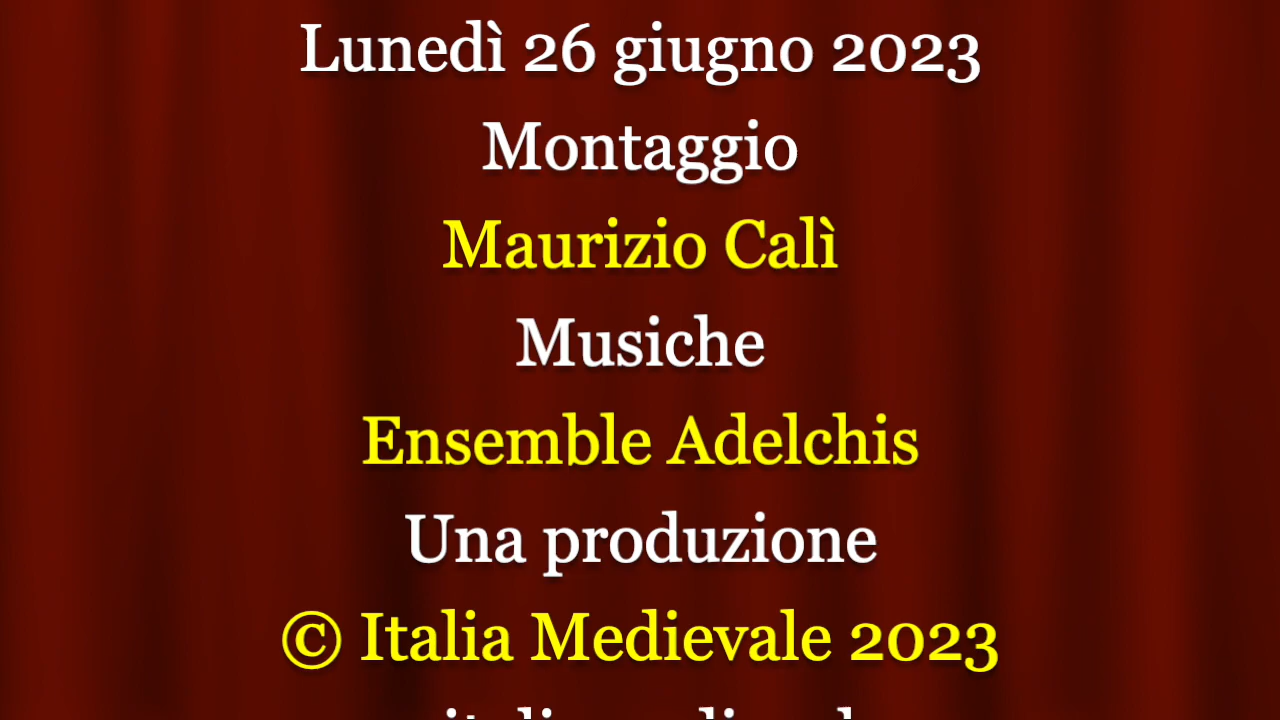 Lunedì 26 giugno 2023
Montaggio
Maurizio Calì
Musiche
Ensemble Adelchis
Una produzione
© Italia Medievale 2023